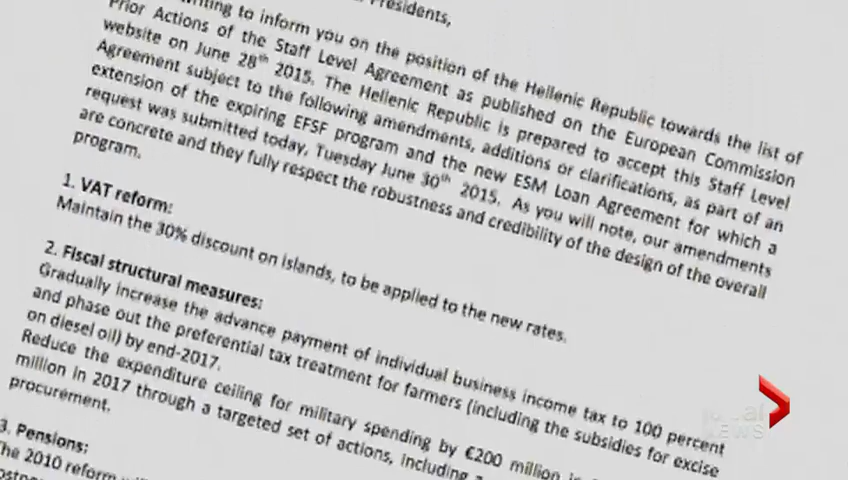 Presidents,
writing to inform you on the position of the Hellenic Republic towards the list of
Prior Actions of the Staff Level Agreement as published on the European Commission
website on June 28th 2015. The Hellenic Republic is prepared to accept this Staff Level
Agreement subject to the following amendments, additions or clarifications, as part of an
extension of the expiring EFSF program and the new ESM Loan Agreement for which a
request was submitted today, Tuesday June 30th 2015. As you will note, our amendments
are concrete and they fully respect the robustness and credibility of the design of the overall
program.
1. VAT reform:
Maintain the 30% discount on islands, to be applied to the new rates.
2. Fiscal structural measures:
Gradually increase the advance payment of individual business income tax to 100 percent
and phase out the preferential tax treatment for farmers (including the subsidies for excise
on diesel oil) by end-2017.
Reduce the expenditure ceiling for military spending by €200 million
million in 2017 through a targeted set of actions, including
procurement.
3. Pensions:
The 2010 reform
NEWS